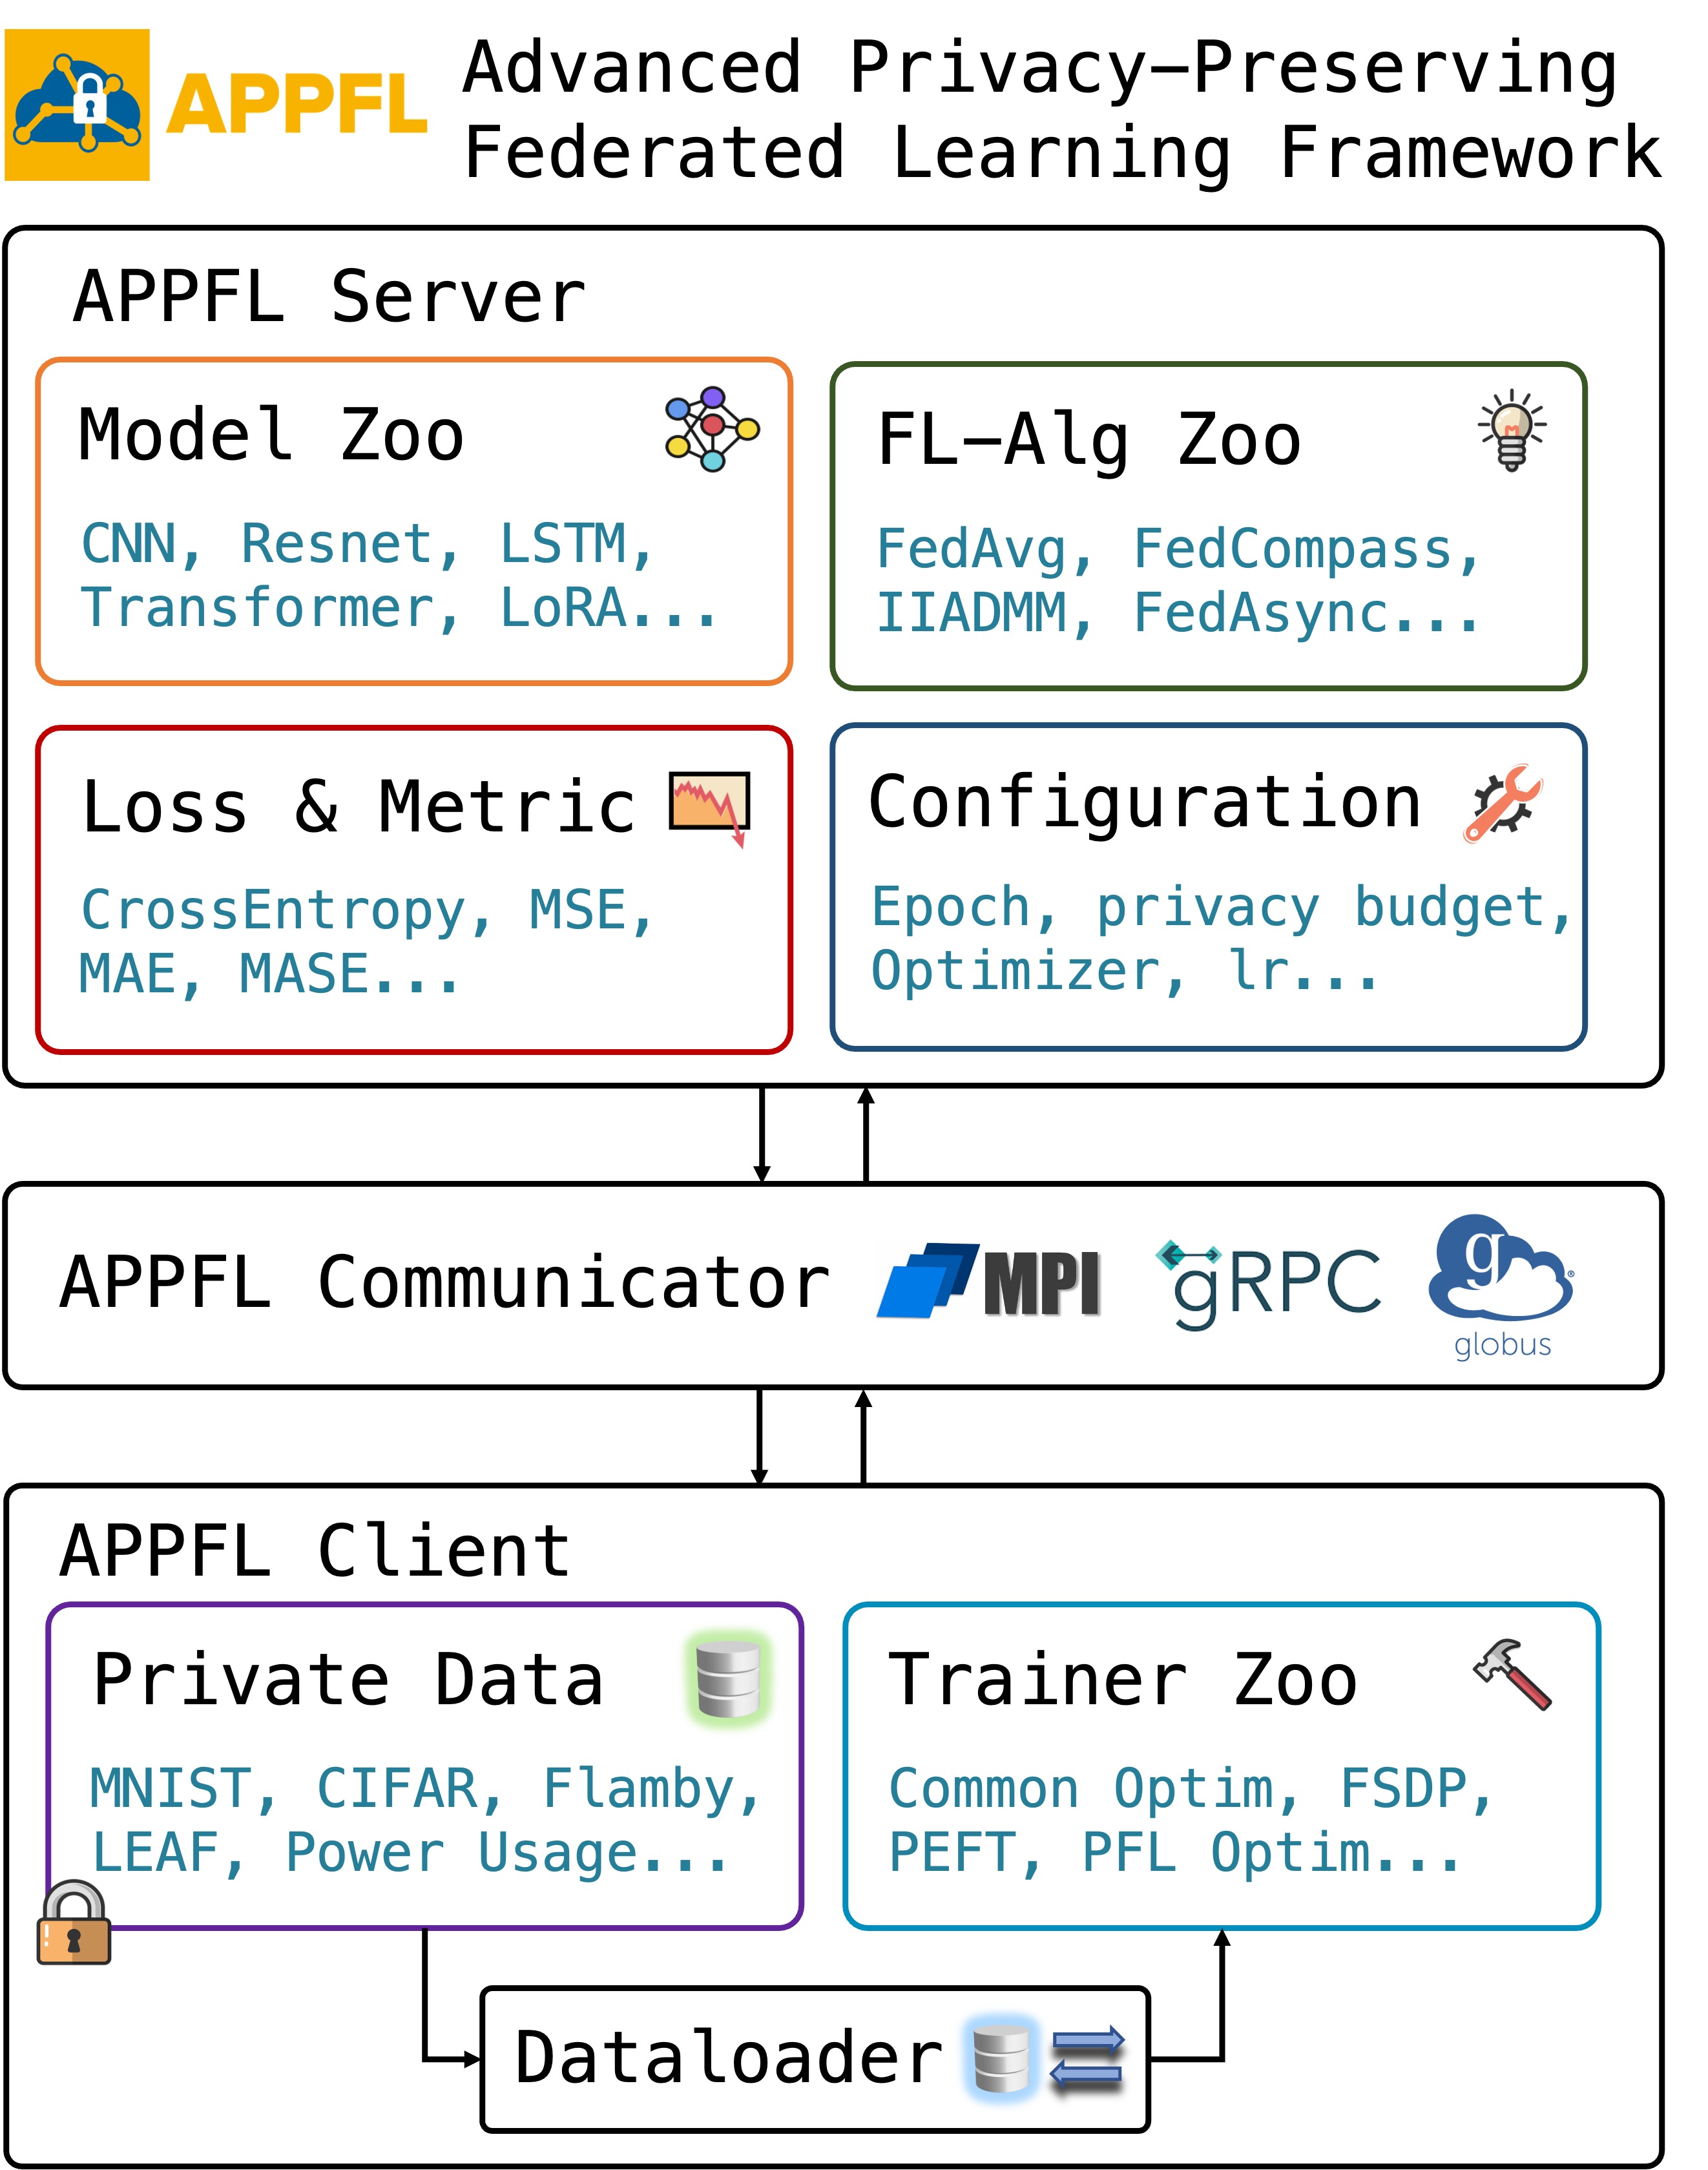 APPFL
Advanced Privacy-Preserving
Federated Learning Framework
APPFL Server
Model Zoo
CNN, Resnet, LSTM,
Transformer, LoRA...
FL-Alg Zoo
FedAvg, FedCompass,
IIADMM, FedAsync...
Loss & Metric
CrossEntropy, MSE,
MAE, MASE...
Configuration
Epoch, privacy budget,
Optimizer, lr...
APPFL Communicator
MPI
gRPC
g
®
globus
APPFL Client
Private Data
MNIST, CIFAR, Flamby,
LEAF, Power Usage...
Trainer Zoo
Common Optim, FSDP,
PEFT, PFL Optim...
Dataloader